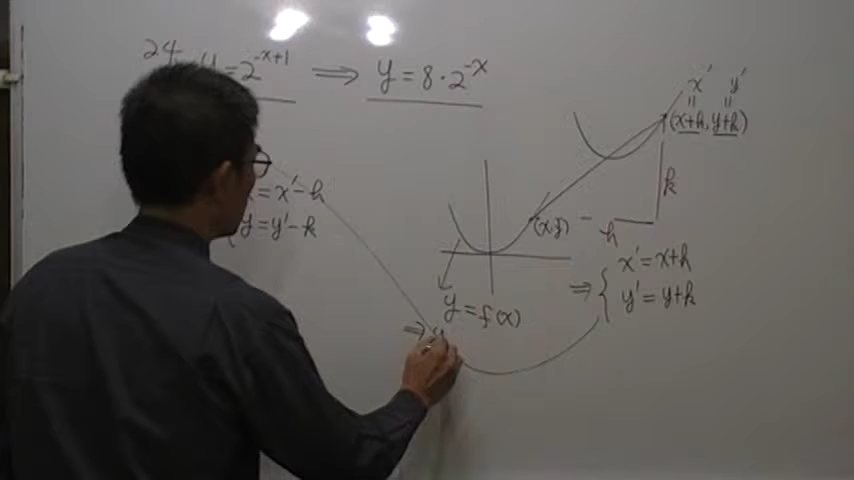 24
y=2^{-x+1} ⟹ y=8·2^{-x}
x' y'
(x+h, y+k)
k
= x'-h
y=y'-k
(x,y)
h
⇒ { x'=x+h
y'=y+k
y=f(x)
⇒ y